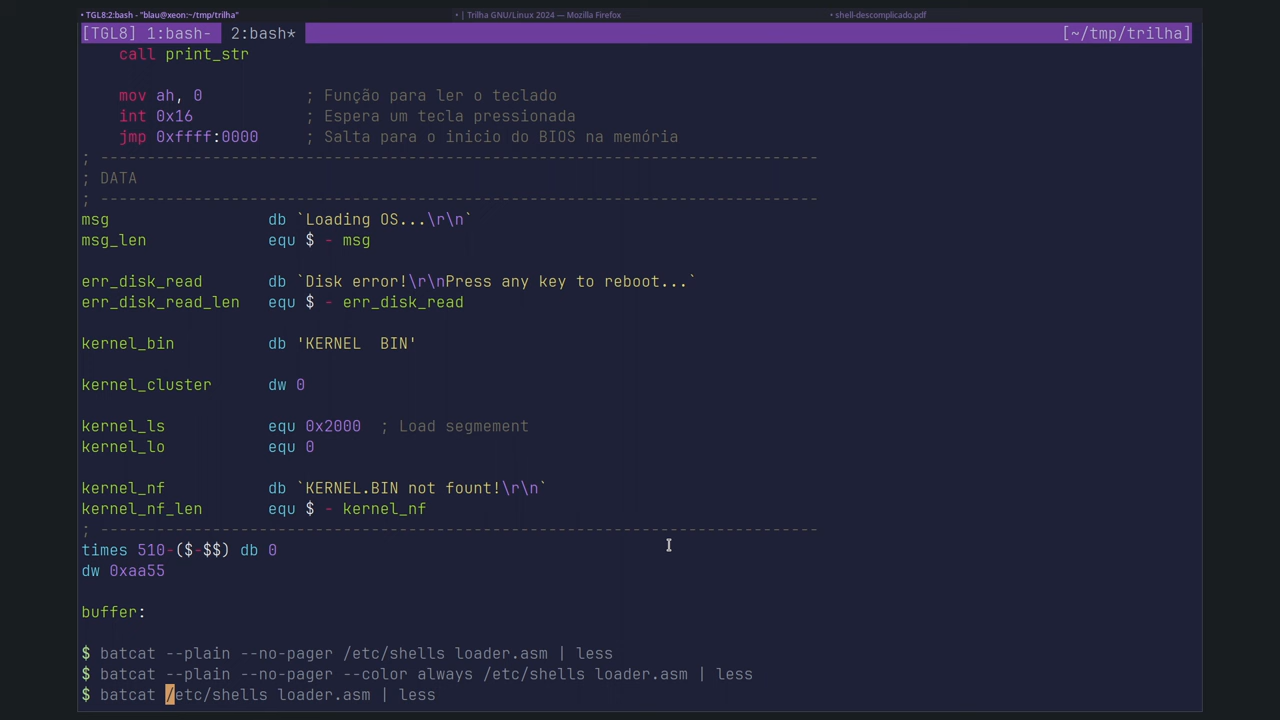 • TGL8:2:bash - "blau@xeon:~/tmp/trilha"
• | Trilha GNU/Linux 2024 — Mozilla Firefox
• shell-descomplicado.pdf
[TGL8] 1:bash- 2:bash* [~/tmp/trilha]
call print_str
mov ah, 0 ; Função para ler o teclado
int 0x16 ; Espera um tecla pressionada
jmp 0xffff:0000 ; Salta para o inicio do BIOS na memória
; -----------------------------------------------------------------------------
; DATA
; -----------------------------------------------------------------------------
msg db `Loading OS...\r\n`
msg_len equ $ - msg
err_disk_read db `Disk error!\r\nPress any key to reboot...`
err_disk_read_len equ $ - err_disk_read
kernel_bin db 'KERNEL  BIN'
kernel_cluster dw 0
kernel_ls equ 0x2000 ; Load segmement
kernel_lo equ 0
kernel_nf db `KERNEL.BIN not fount!\r\n`
kernel_nf_len equ $ - kernel_nf
; -----------------------------------------------------------------------------
times 510-($-$$) db 0
dw 0xaa55
buffer:
$ batcat --plain --no-pager /etc/shells loader.asm | less
$ batcat --plain --no-pager --color always /etc/shells loader.asm | less
$ batcat /etc/shells loader.asm | less